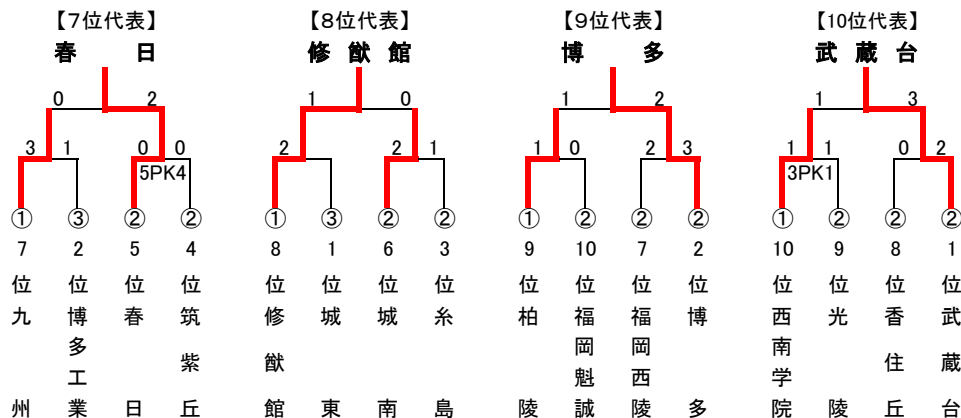 【7位代表】 【8位代表】 【9位代表】 【10位代表】
春日 修猷館 博多 武蔵台
0 2 1 0 1 2 1 3
3 1 0 0 2 2 1 1 0 2 3 1 1 0 2
5PK4 3PK1
① ③ ② ② ① ③ ② ② ① ② ② ② ① ② ② ②
7 2 5 4 8 1 6 3 9 10 7 2 10 9 8 1
位九州
位博多工業
位春日
位筑紫丘
位修猷館
位城東
位城南
位糸島
位柏陵
位福岡魁誠
位福岡西陵
位博多
位西南学院
位光陵
位香住丘
位武蔵台